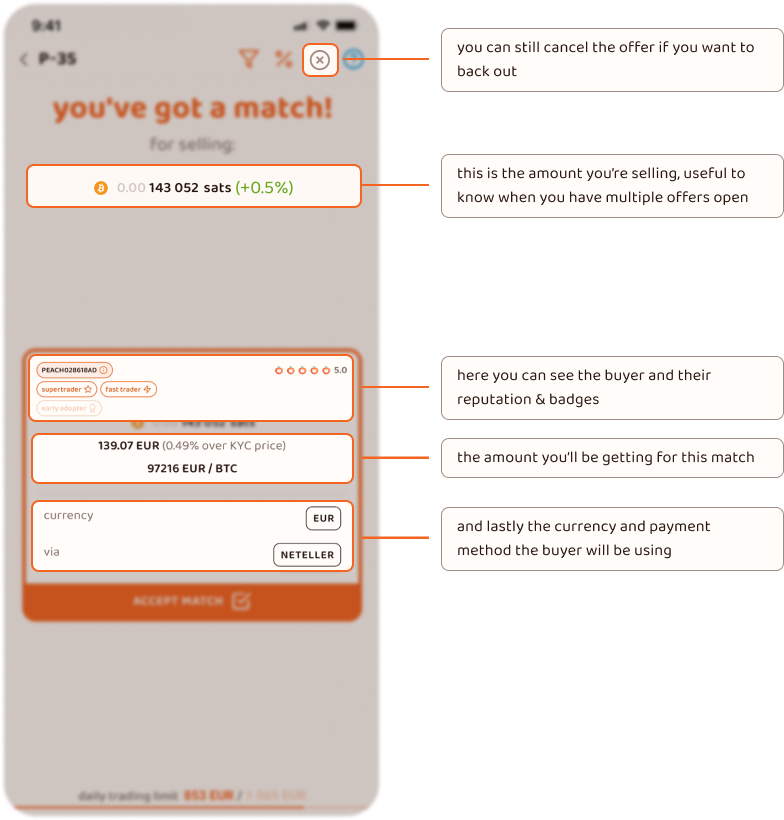 9:41
P-35
you can still cancel the offer if you want to
back out
you've got a match!
for selling:
0.00 143 052 sats (+0.5%)
this is the amount you're selling, useful to
know when you have multiple offers open
PEACH028618AD
5.0
supertrader
fast trader
early adopter
here you can see the buyer and their
reputation & badges
143 052 sats
139.07 EUR (0.49% over KYC price)
97216 EUR / BTC
the amount you'll be getting for this match
currency
EUR
via
NETELLER
and lastly the currency and payment
method the buyer will be using
ACCEPT MATCH
daily trading limit 853 EUR / 1 065 EUR